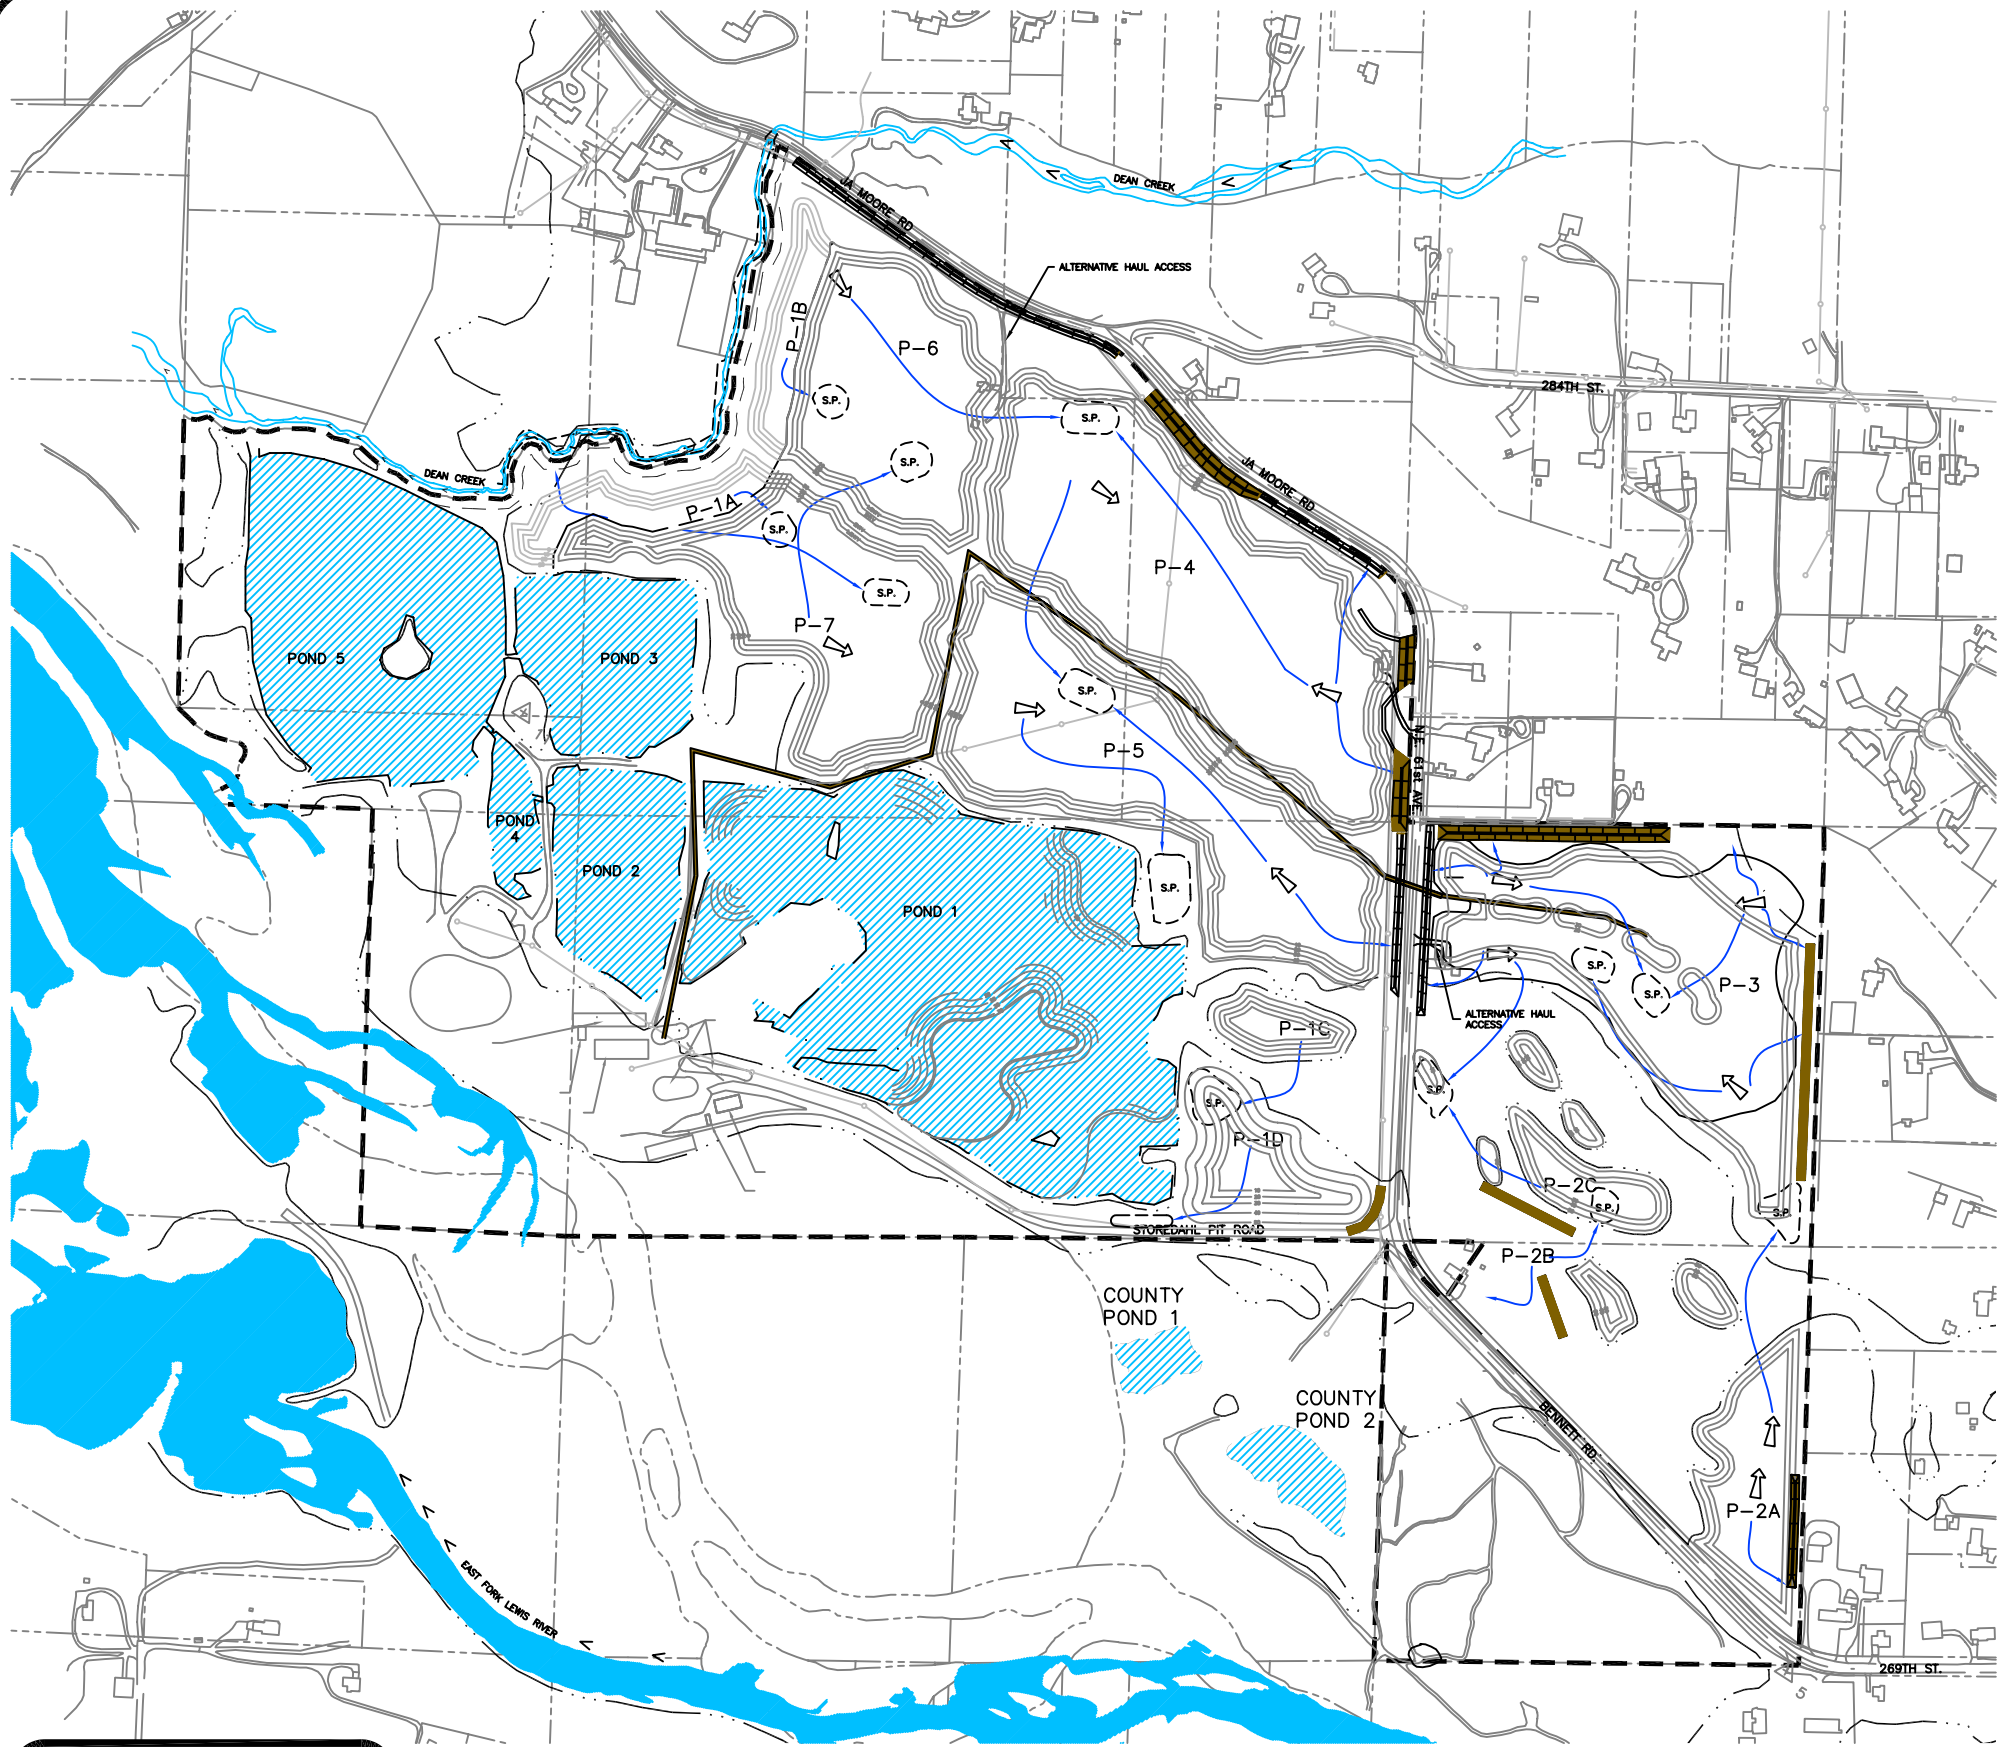 DEAN CREEK
JA MOORE RD
ALTERNATIVE HAUL ACCESS
P-1B
P-6
284TH ST.
S.P.
S.P.
S.P.
DEAN CREEK
JA MOORE RD
P-1A
S.P.
P-4
S.P.
P-7
POND 5
POND 3
S.P.
P-5
N.E. 61st AVE.
POND
4
POND 2
S.P.
POND 1
S.P.
S.P.
P-3
ALTERNATIVE HAUL
ACCESS
P-1C
S.P.
S.P.
P-1D
P-2C
S.P.
S.P.
STOREDAHL PIT ROAD
P-2B
COUNTY
POND 1
COUNTY
POND 2
BENNETT RD.
P-2A
EAST FORK LEWIS RIVER
269TH ST.
5